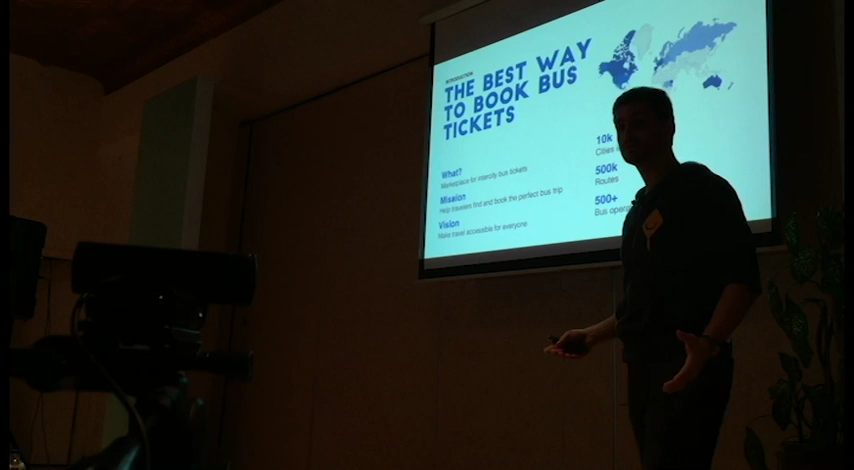 INTRODUCTION
THE BEST WAY
TO BOOK BUS
TICKETS
What?
Marketplace for intercity bus tickets
Mission
Help travelers find and book the perfect bus trip
Vision
Make travel accessible for everyone
10k
Cities
500k
Routes
500+
Bus